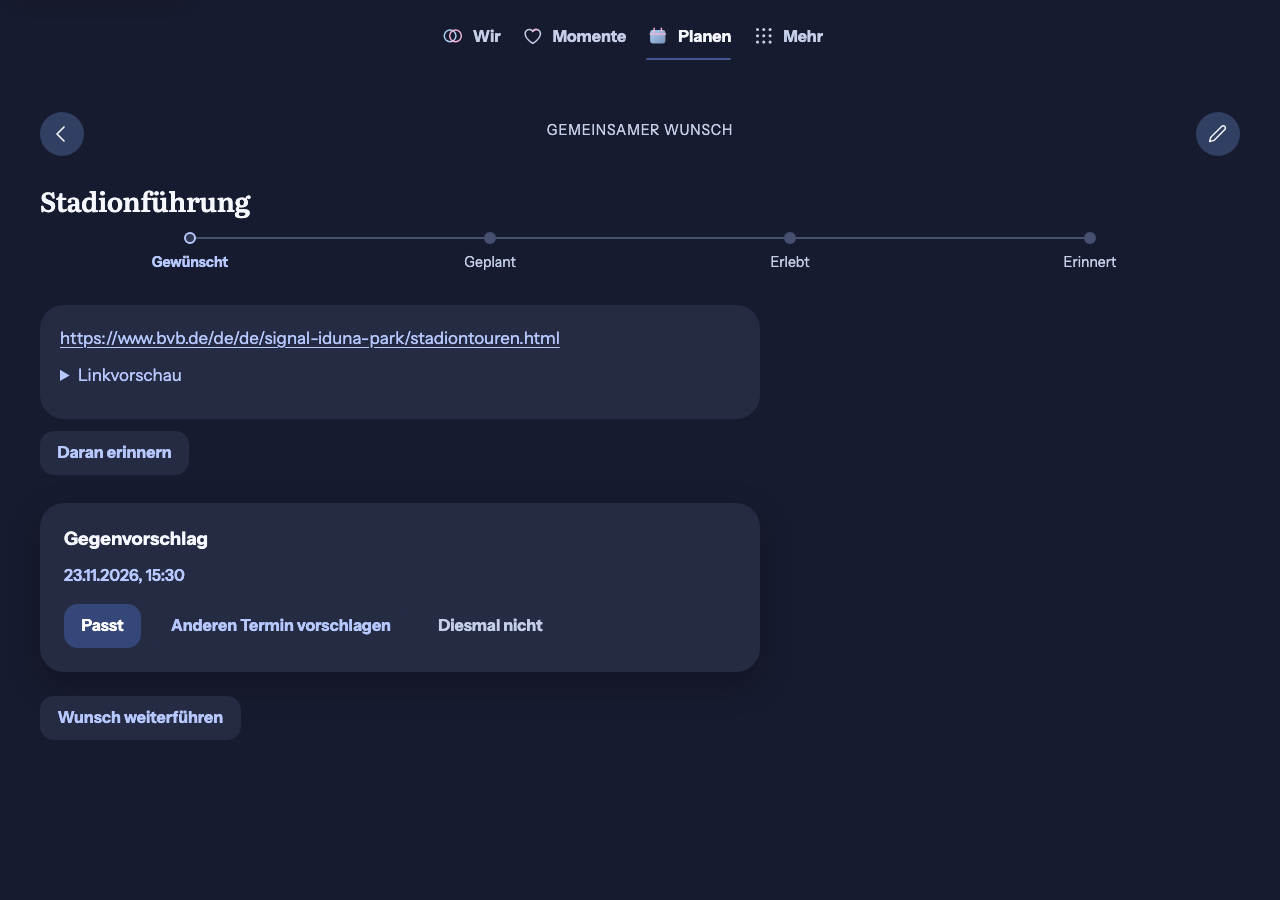 Wir Momente Planen Mehr
GEMEINSAMER WUNSCH
Stadionführung
Gewünscht Geplant Erlebt Erinnert
https://www.bvb.de/de/de/signal-iduna-park/stadiontouren.html
Linkvorschau
Daran erinnern
Gegenvorschlag
23.11.2026, 15:30
Passt Anderen Termin vorschlagen Diesmal nicht
Wunsch weiterführen